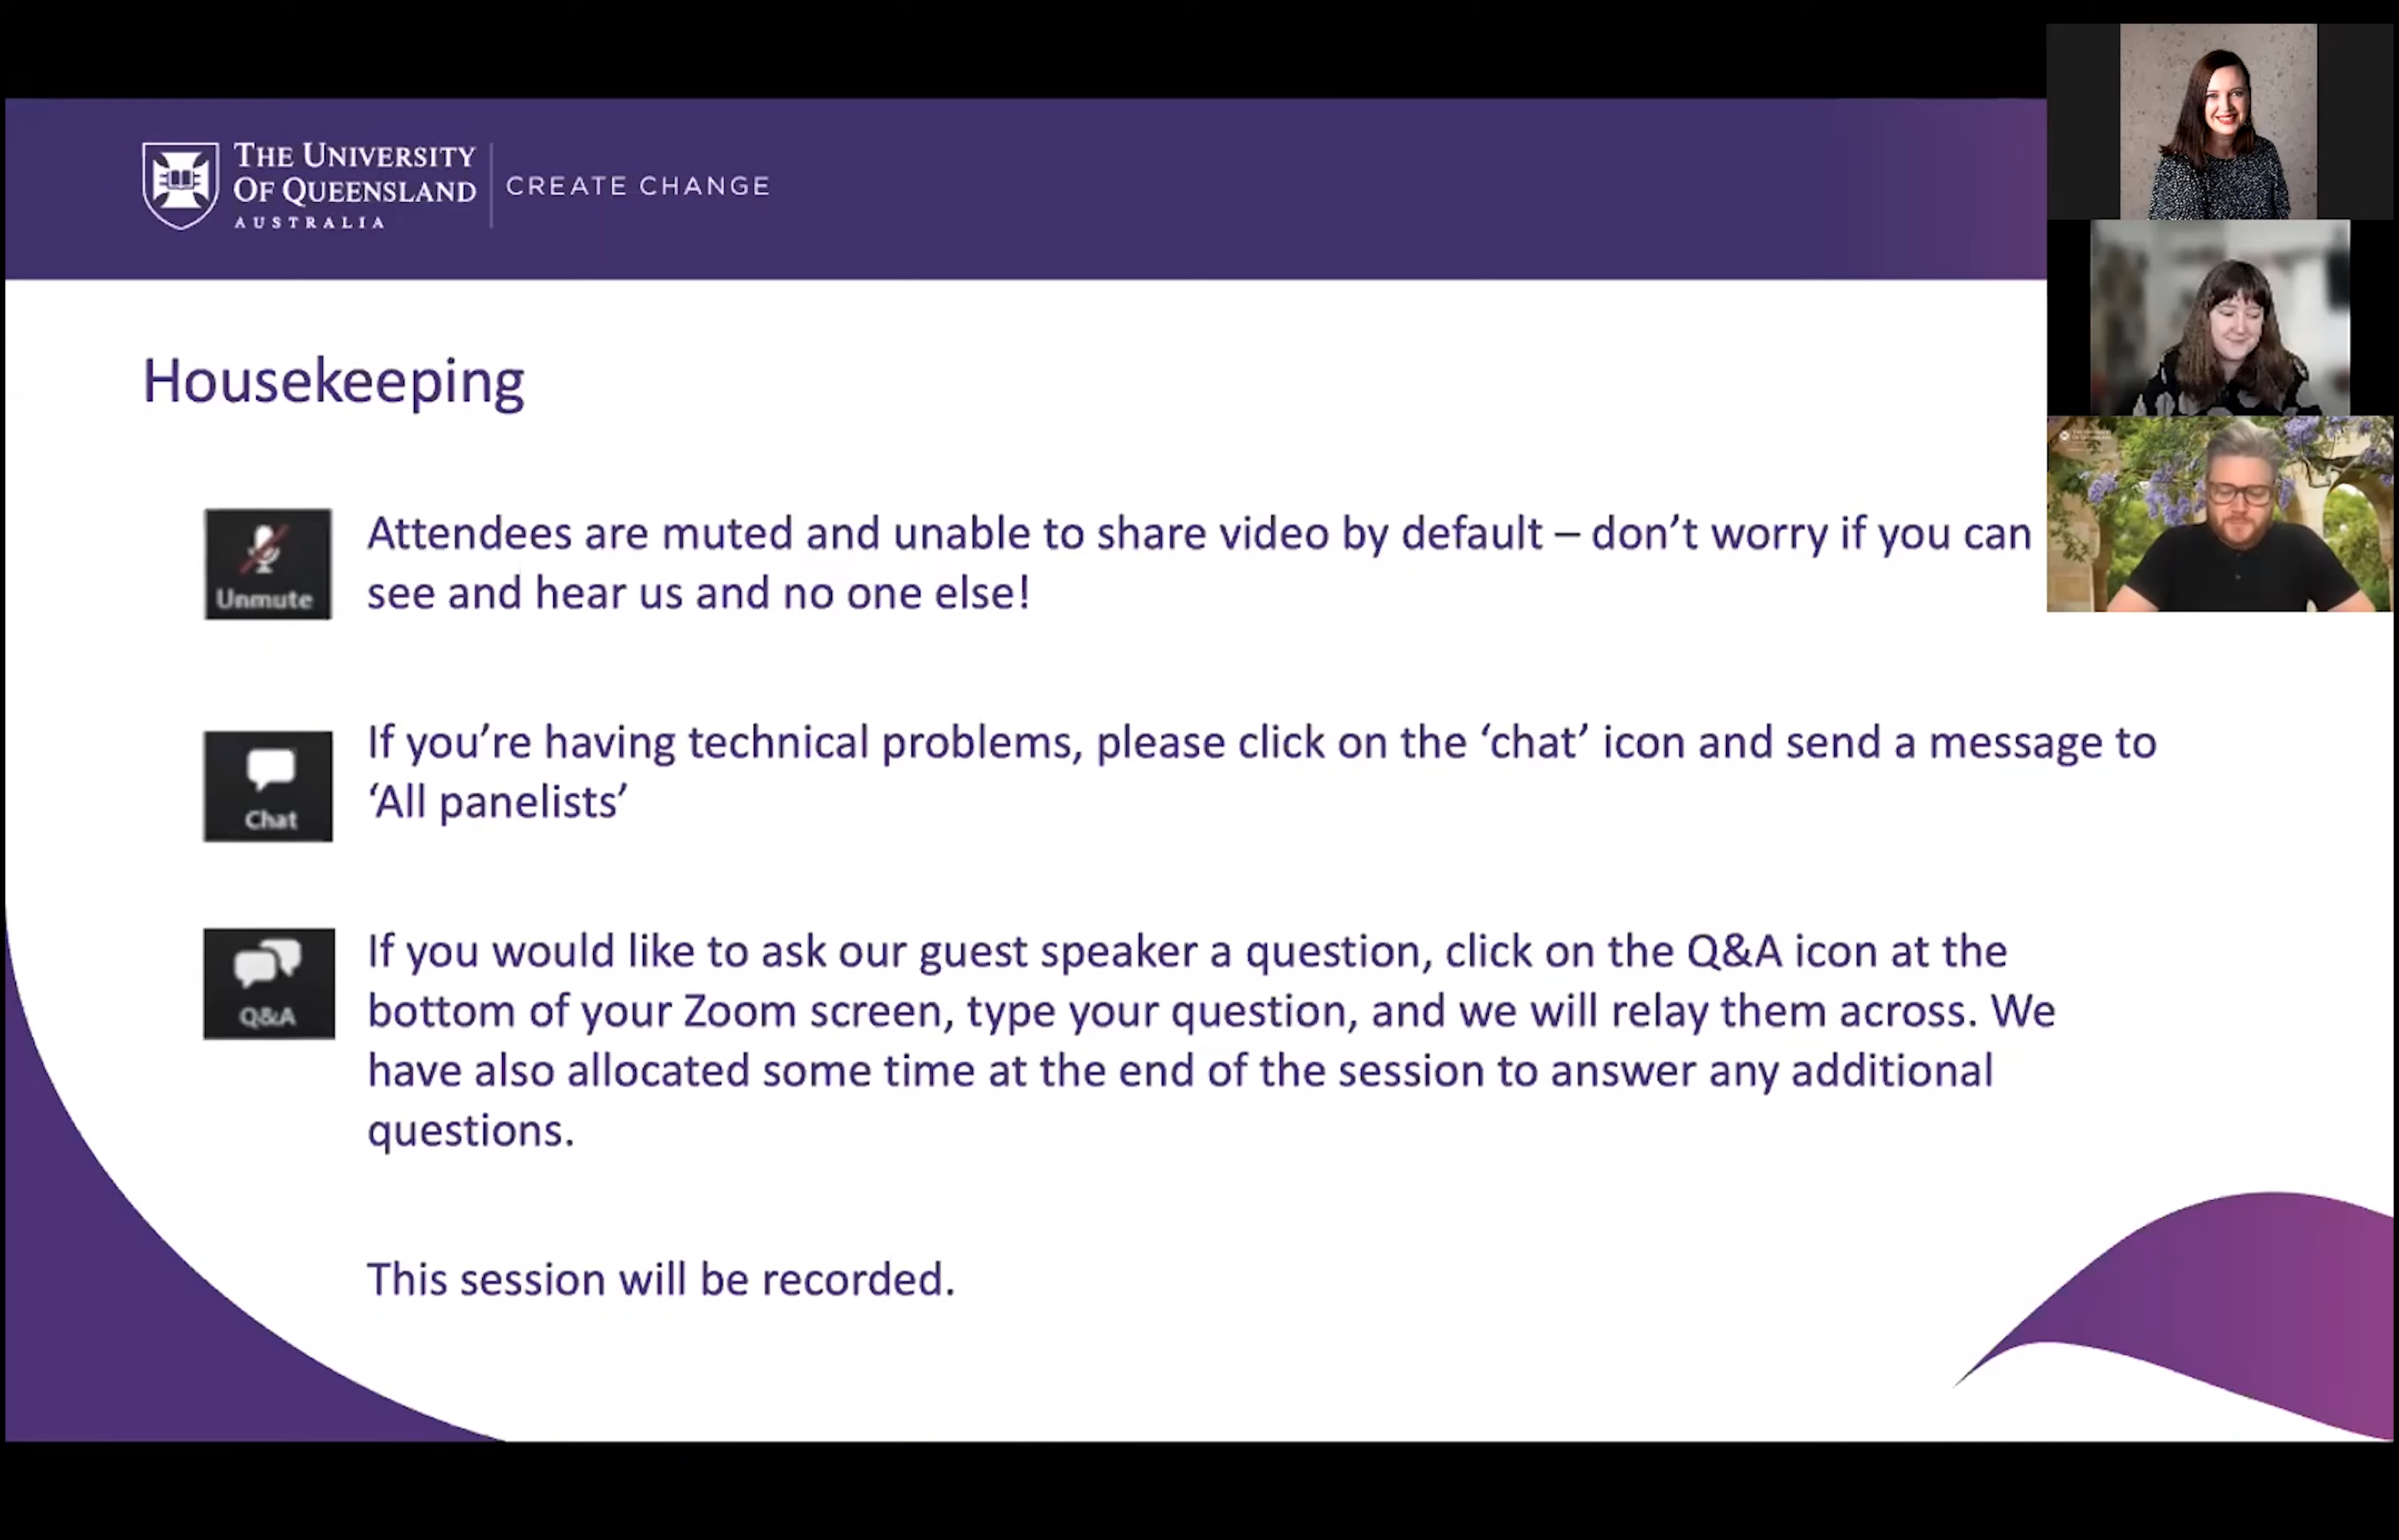 THE UNIVERSITY
OF QUEENSLAND
AUSTRALIA
CREATE CHANGE
Housekeeping
Unmute
Attendees are muted and unable to share video by default – don’t worry if you can
see and hear us and no one else!
Chat
If you’re having technical problems, please click on the ‘chat’ icon and send a message to
‘All panelists’
Q&A
If you would like to ask our guest speaker a question, click on the Q&A icon at the
bottom of your Zoom screen, type your question, and we will relay them across. We
have also allocated some time at the end of the session to answer any additional
questions.
This session will be recorded.